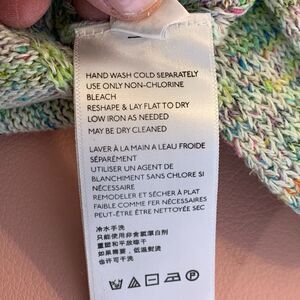 HAND WASH COLD SEPARATELY
USE ONLY NON-CHLORINE
BLEACH
RESHAPE & LAY FLAT TO DRY
LOW IRON AS NEEDED
MAY BE DRY CLEANED
LAVER À LA MAIN A L'EAU FROIDE
SÉPARÉMENT
UTILISER UN AGENT DE
BLANCHIMENT SANS CHLORE SI
NÉCESSAIRE
REMODELER ET SÉCHER À PLAT
FAIBLE COMME FER NÉCESSAIRES
PEUT-ÊTRE ÊTRE NETTOYÉE SEC
冷水手洗
只能使用非食氯漂白剂
重图和平放晾干
如果需要,低温熨烫
可干洗